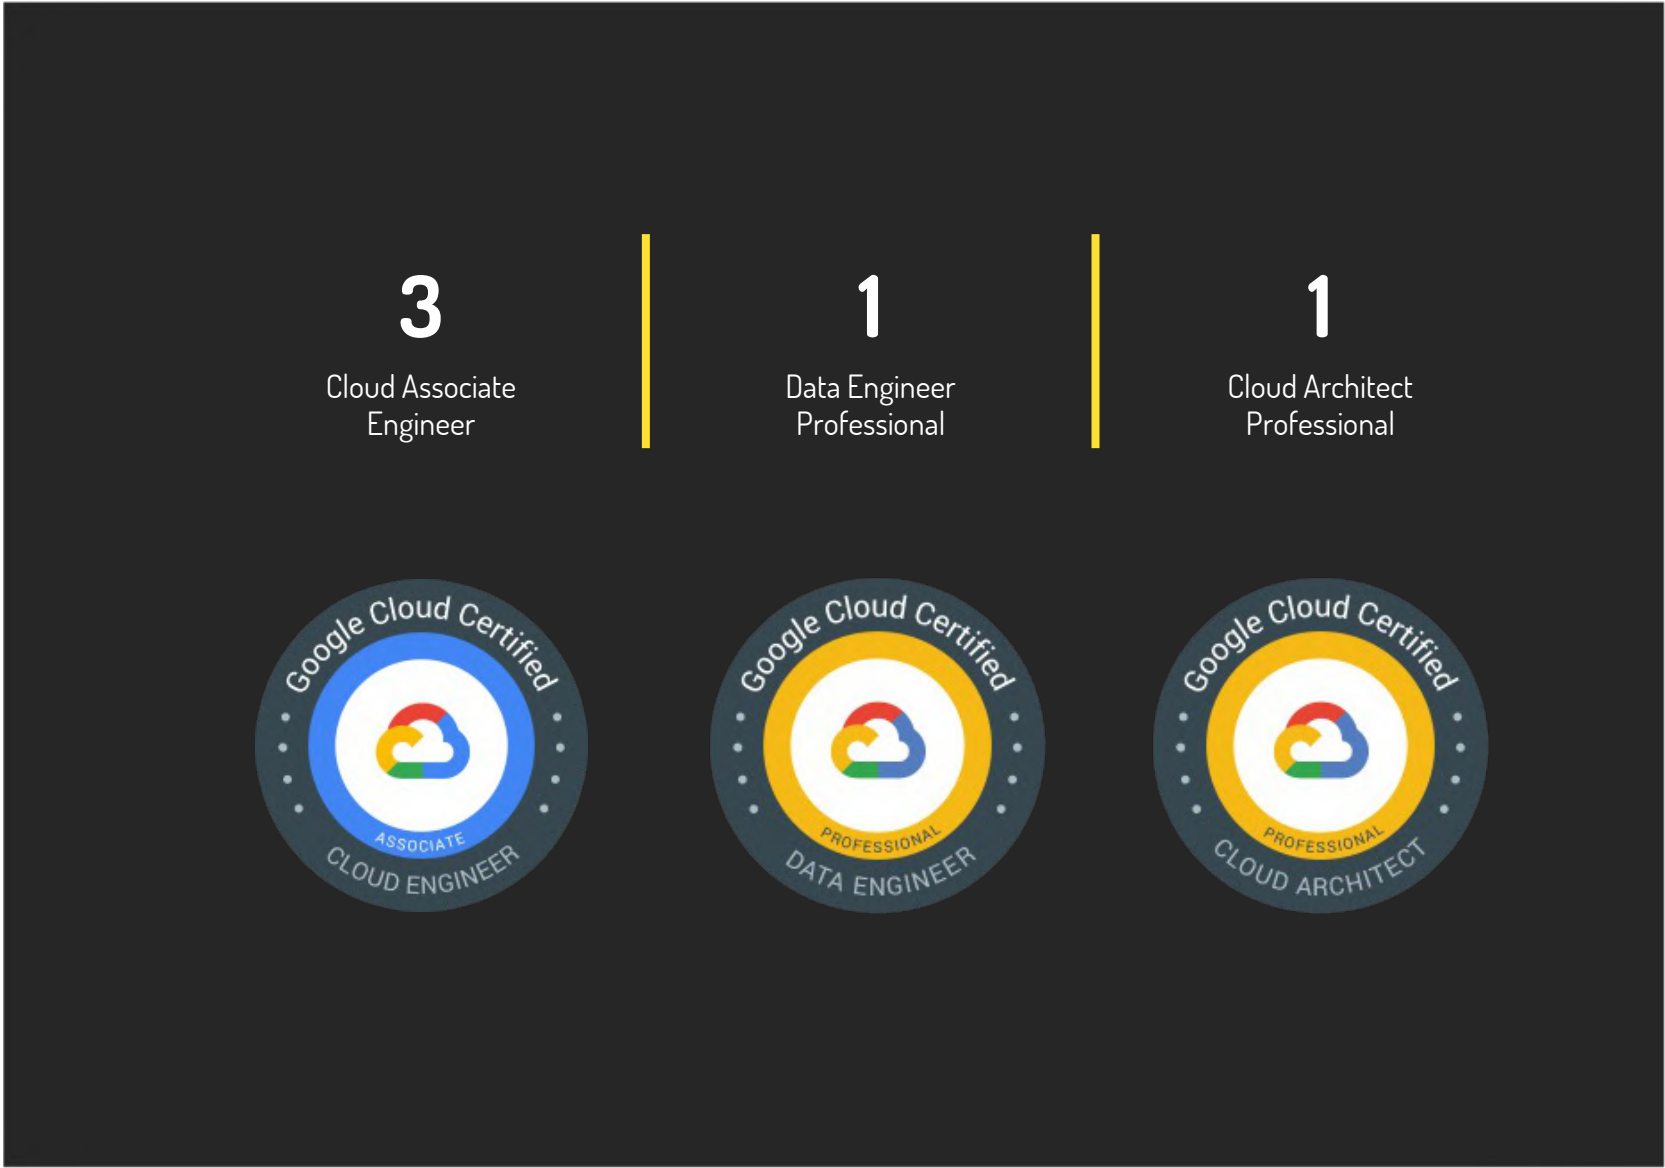 3
Cloud Associate
Engineer
1
Data Engineer
Professional
1
Cloud Architect
Professional
Google Cloud Certified
ASSOCIATE
CLOUD ENGINEER
Google Cloud Certified
PROFESSIONAL
DATA ENGINEER
Google Cloud Certified
PROFESSIONAL
CLOUD ARCHITECT